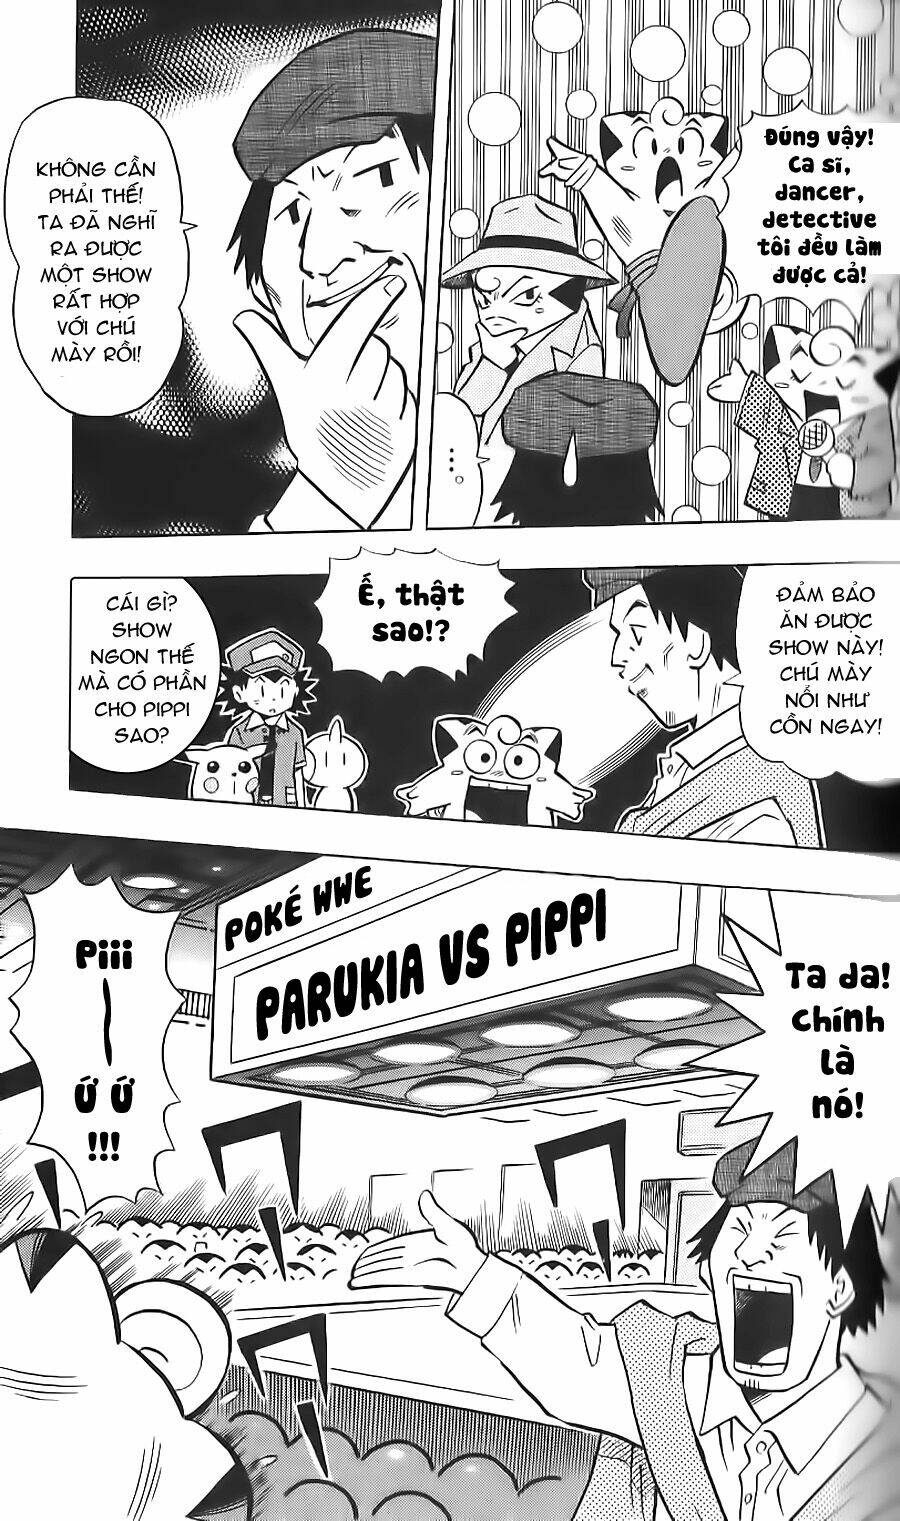 Đúng vậy!
Ca sĩ,
dancer,
detective
tôi đều làm
được cả!
...
KHÔNG CẦN
PHẢI THẾ!
TA ĐÃ NGHĨ
RA ĐƯỢC
MỘT SHOW
RẤT HỢP
VỚI CHÚ
MÀY RỒI!
ĐẢM BẢO
ĂN ĐƯỢC
SHOW NÀY!
CHÚ MÀY
NỔI NHƯ
CỒN NGAY!
Ế, thật
sao!?
CÁI GÌ?
SHOW
NGON THẾ
MÀ CÓ PHẦN
CHO PIPPI
SAO?
Ta da!
Chính
là
nó!
POKÉ WWE
PARUKIA VS PIPPI
Piii
~
Ứ Ứ
!!!